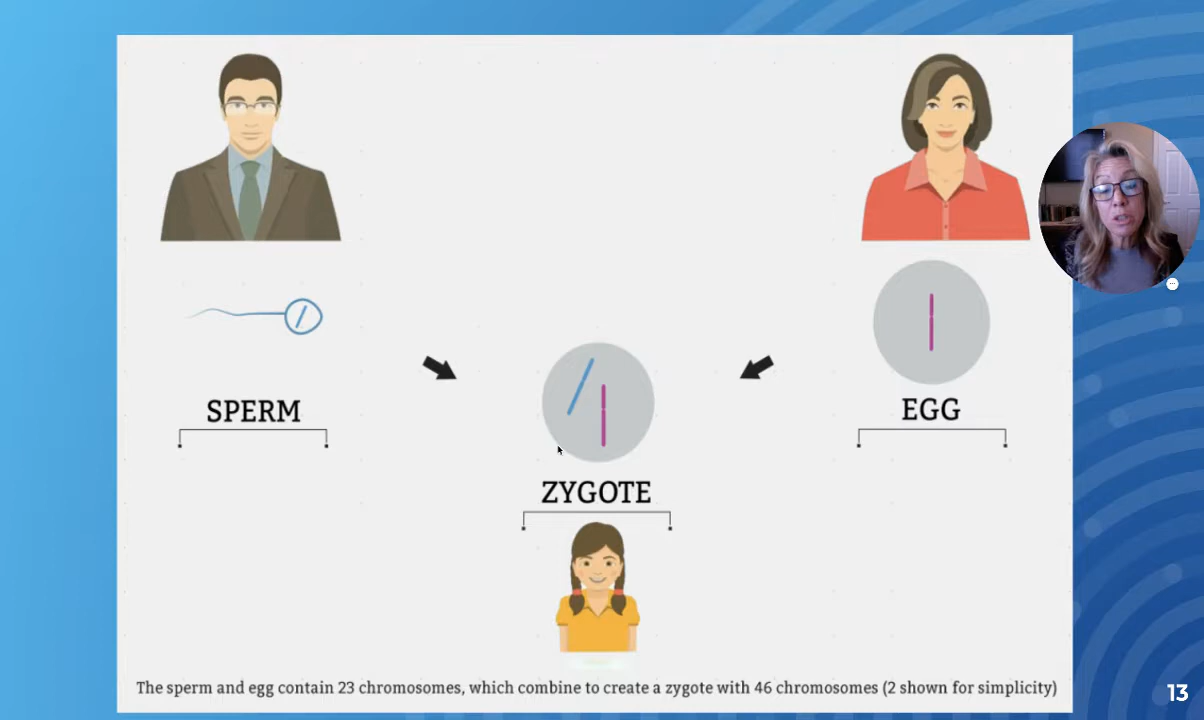 SPERM
EGG
ZYGOTE
The sperm and egg contain 23 chromosomes, which combine to create a zygote with 46 chromosomes (2 shown for simplicity)
13